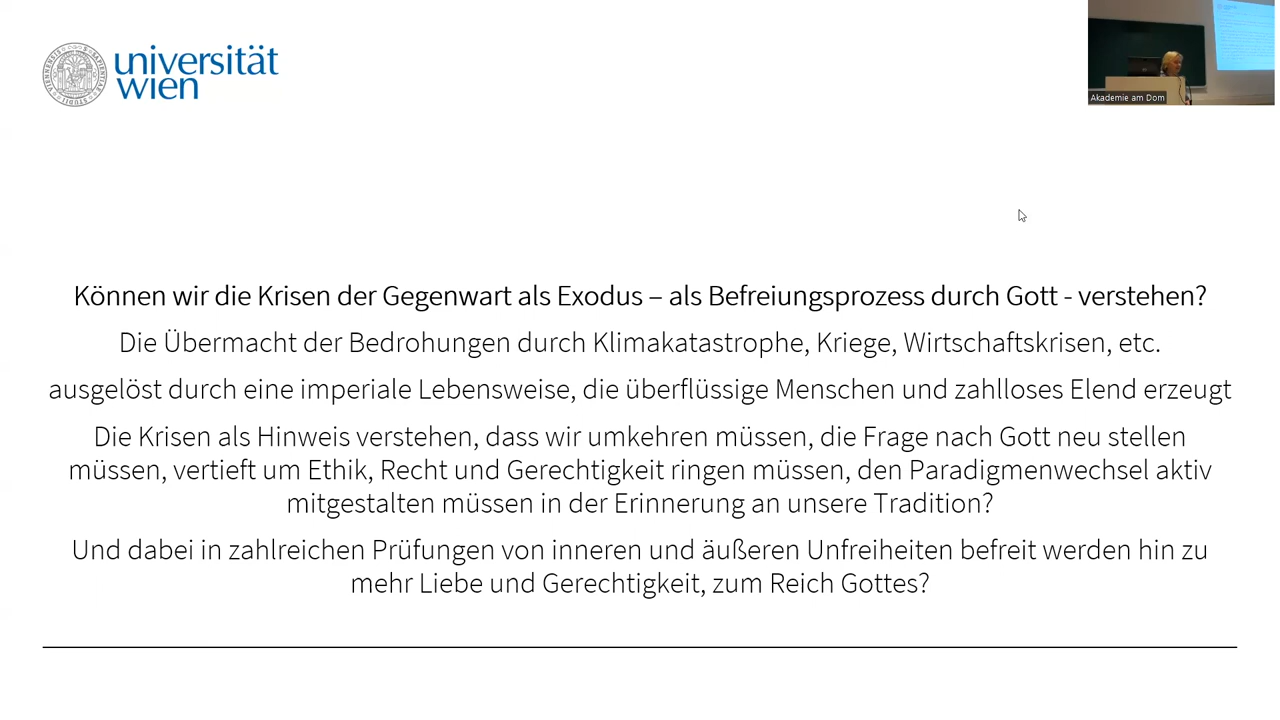 universität
wien
Akademie am Dom
Können wir die Krisen der Gegenwart als Exodus – als Befreiungsprozess durch Gott - verstehen?
Die Übermacht der Bedrohungen durch Klimakatastrophe, Kriege, Wirtschaftskrisen, etc.
ausgelöst durch eine imperiale Lebensweise, die überflüssige Menschen und zahlloses Elend erzeugt
Die Krisen als Hinweis verstehen, dass wir umkehren müssen, die Frage nach Gott neu stellen
müssen, vertieft um Ethik, Recht und Gerechtigkeit ringen müssen, den Paradigmenwechsel aktiv
mitgestalten müssen in der Erinnerung an unsere Tradition?
Und dabei in zahlreichen Prüfungen von inneren und äußeren Unfreiheiten befreit werden hin zu
mehr Liebe und Gerechtigkeit, zum Reich Gottes?